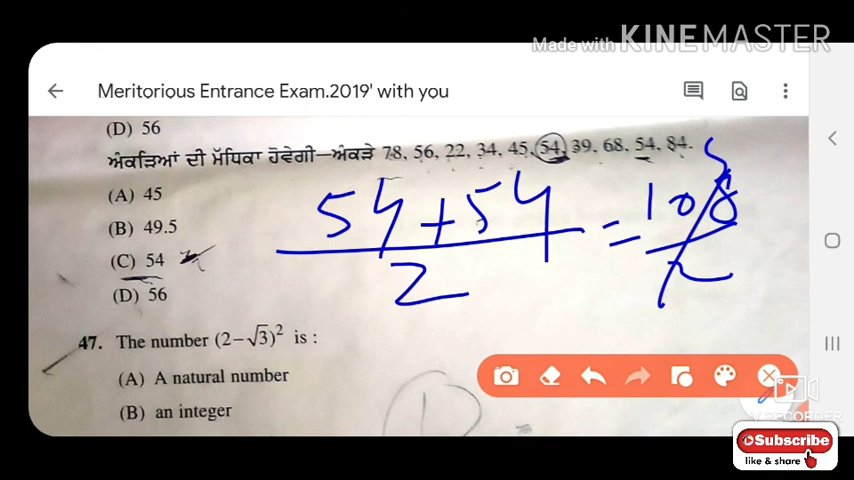 Made with KINEMASTER
Meritorious Entrance Exam.2019' with you
(D) 56
ਅੰਕੜਿਆਂ ਦੀ ਮੱਧਿਕਾ ਹੋਵੇਗੀ—ਅੰਕੜੇ 78, 56, 22, 34, 45, 54, 39, 68, 54, 84.
(A) 45
(B) 49.5
(C) 54
(D) 56
54 + 54 = 108
2 2
47. The number (2−√3)² is :
(A) A natural number
(B) an integer
RECORDER
Subscribe
like & share